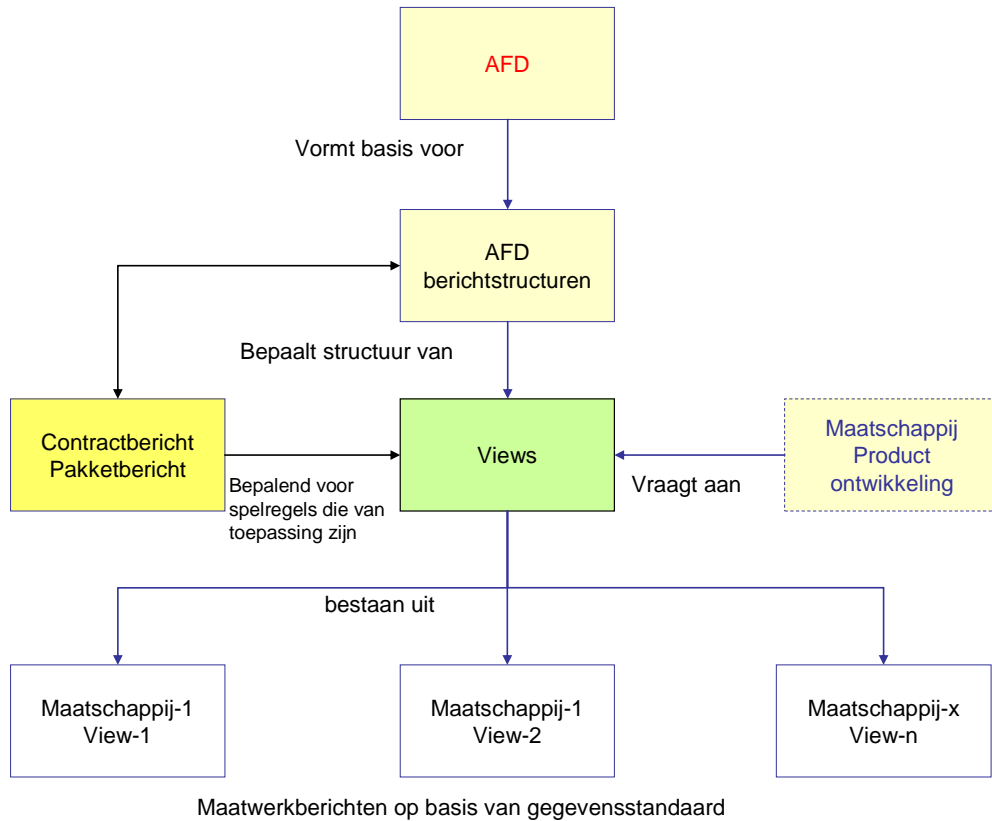 AFD
Vormt basis voor
AFD
berichtstructuren
Bepaalt structuur van
Contractbericht
Pakketbericht
Views
Maatschappij
Product
ontwikkeling
Bepalend voor
spelregels die van
toepassing zijn
Vraagt aan
bestaan uit
Maatschappij-1
View-1
Maatschappij-1
View-2
Maatschappij-x
View-n
Maatwerkberichten op basis van gegevensstandaard